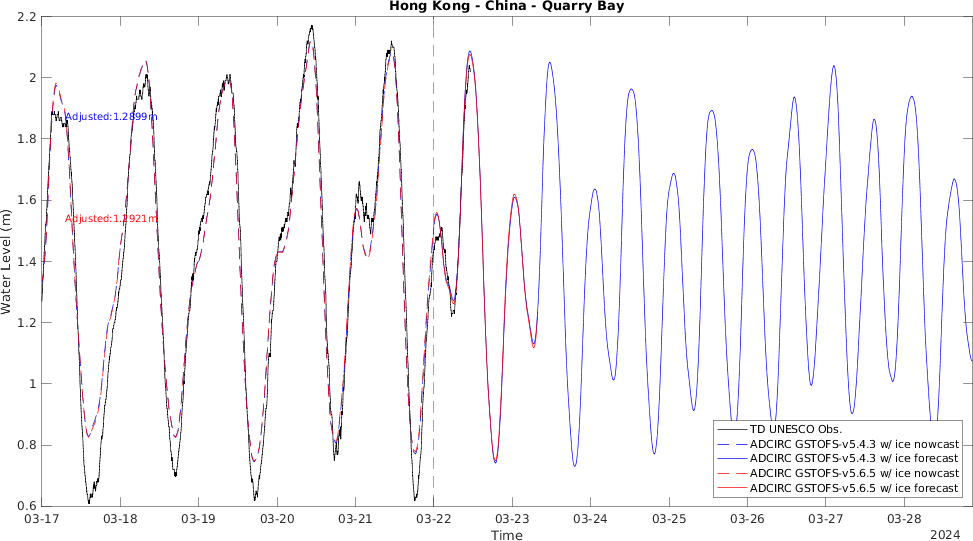 Hong Kong - China - Quarry Bay
Water Level (m)
2.2
2
1.8
1.6
1.4
1.2
1
0.8
0.6
Adjusted:1.2899m
Adjusted:1.2921m
TD UNESCO Obs.
ADCIRC GSTOFS-v5.4.3 w/ ice nowcast
ADCIRC GSTOFS-v5.4.3 w/ ice forecast
ADCIRC GSTOFS-v5.6.5 w/ ice nowcast
ADCIRC GSTOFS-v5.6.5 w/ ice forecast
03-17 03-18 03-19 03-20 03-21 03-22 03-23 03-24 03-25 03-26 03-27 03-28
Time
2024